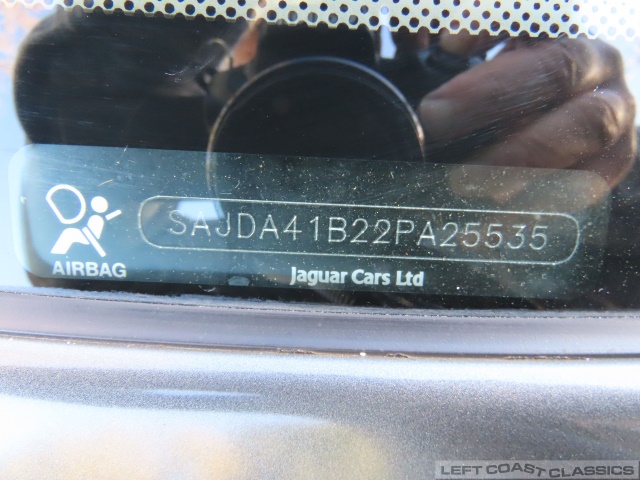 SAJDA41B22PA25535
AIRBAG
Jaguar Cars Ltd
LEFT COAST CLASSICS